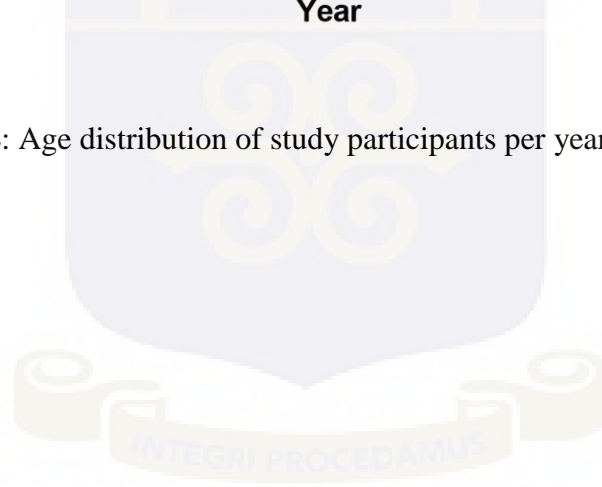 Year
: Age distribution of study participants per year
INTEGRI PROCEDAMUS